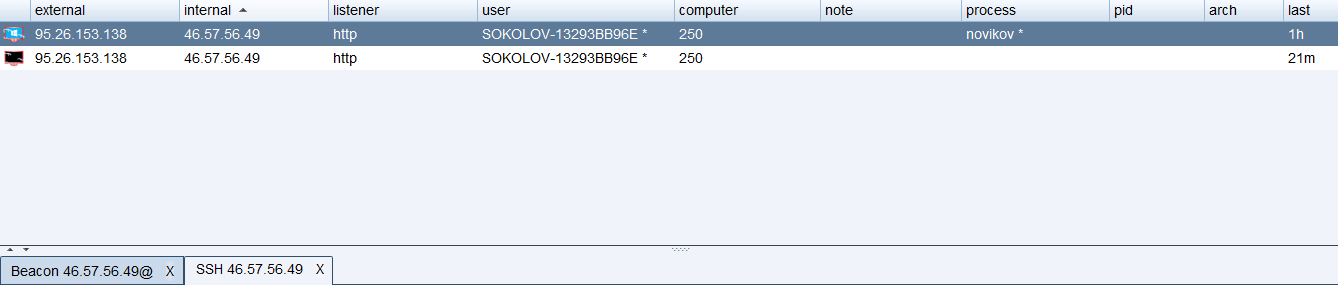 external internal listener user computer note process pid arch last
95.26.153.138 46.57.56.49 http SOKOLOV-13293BB96E * 250 novikov * 1h
95.26.153.138 46.57.56.49 http SOKOLOV-13293BB96E * 250 21m
Beacon 46.57.56.49@ X SSH 46.57.56.49 X